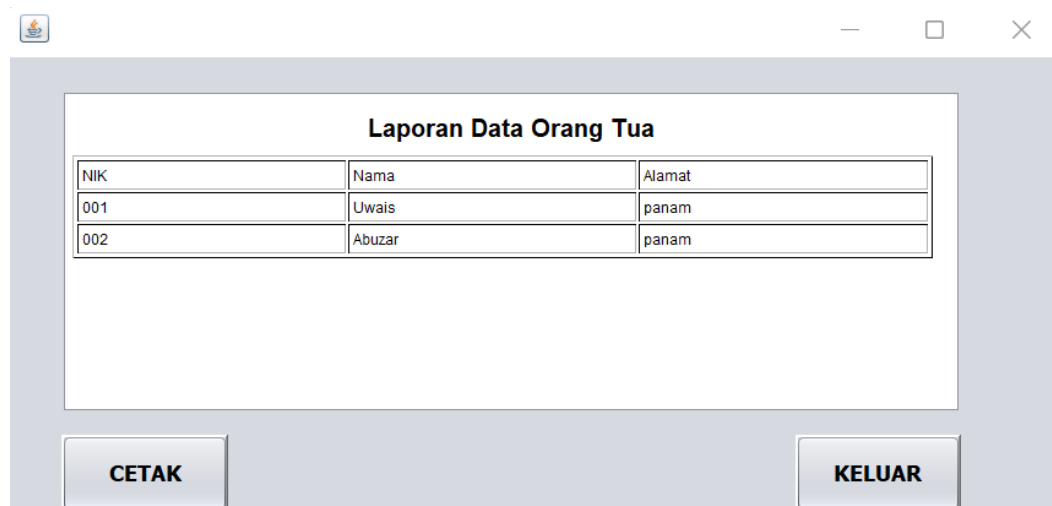 Laporan Data Orang Tua
NIK Nama Alamat
001 Uwais panam
002 Abuzar panam
CETAK KELUAR